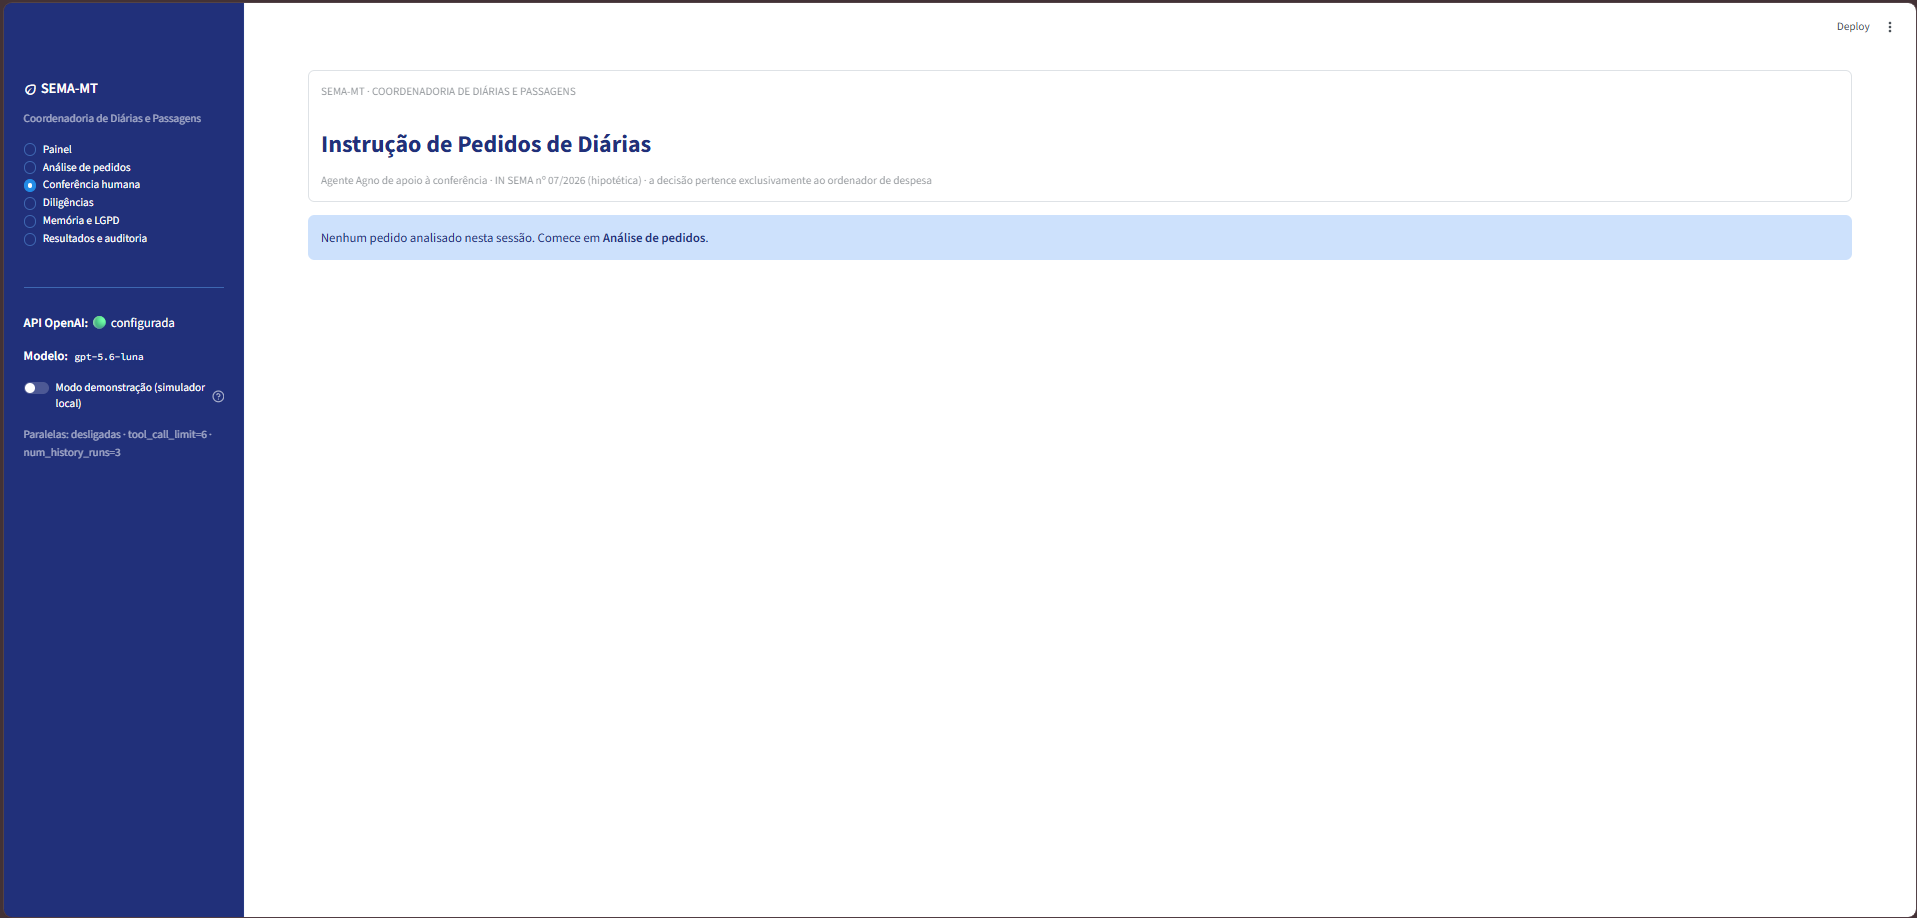 Deploy
SEMA-MT
Coordenadoria de Diárias e Passagens
Painel
Análise de pedidos
Conferência humana
Diligências
Memória e LGPD
Resultados e auditoria
API OpenAI: configurada
Modelo: gpt-5.6-luna
Modo demonstração (simulador
local)
Paralelas: desligadas · tool_call_limit=6 ·
num_history_runs=3
SEMA-MT · COORDENADORIA DE DIÁRIAS E PASSAGENS
Instrução de Pedidos de Diárias
Agente Agno de apoio à conferência · IN SEMA nº 07/2026 (hipotética) · a decisão pertence exclusivamente ao ordenador de despesa
Nenhum pedido analisado nesta sessão. Comece em Análise de pedidos.